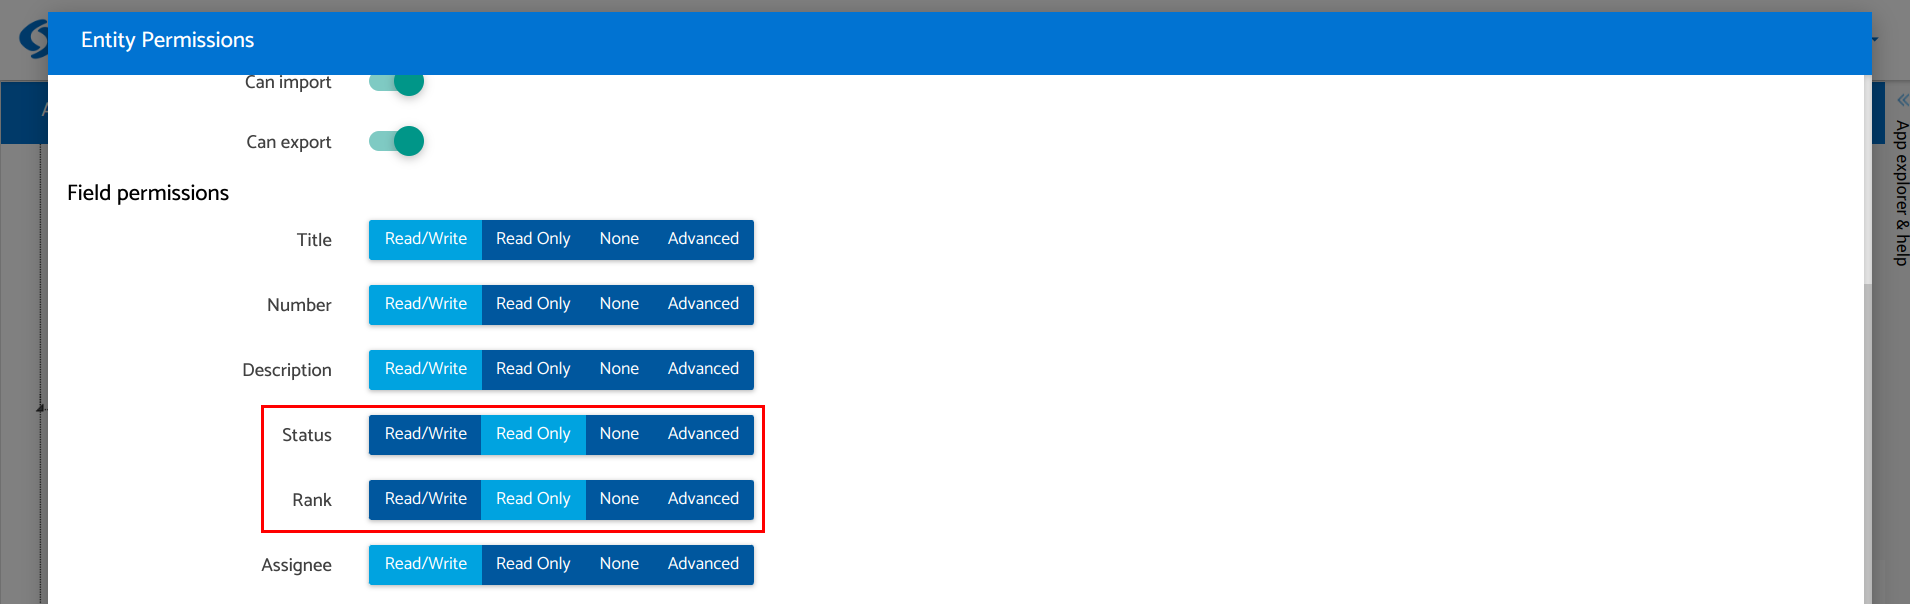 Entity Permissions
Can import
Can export
Field permissions
Title Read/Write Read Only None Advanced
Number Read/Write Read Only None Advanced
Description Read/Write Read Only None Advanced
Status Read/Write Read Only None Advanced
Rank Read/Write Read Only None Advanced
Assignee Read/Write Read Only None Advanced
App explorer & help